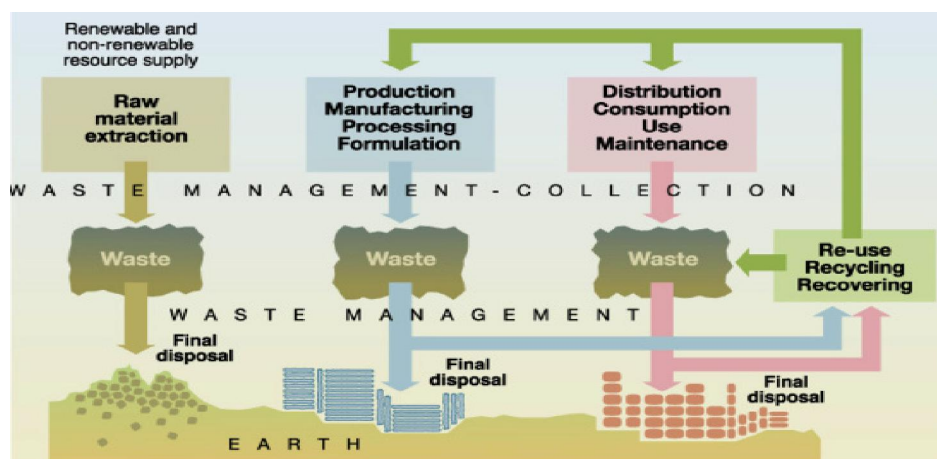 Renewable and
non-renewable
resource supply
Raw
material
extraction
Production
Manufacturing
Processing
Formulation
Distribution
Consumption
Use
Maintenance
WASTE MANAGEMENT-COLLECTION
Waste
Waste
Waste
Re-use
Recycling
Recovering
WASTE MANAGEMENT
Final
disposal
Final
disposal
Final
disposal
EARTH